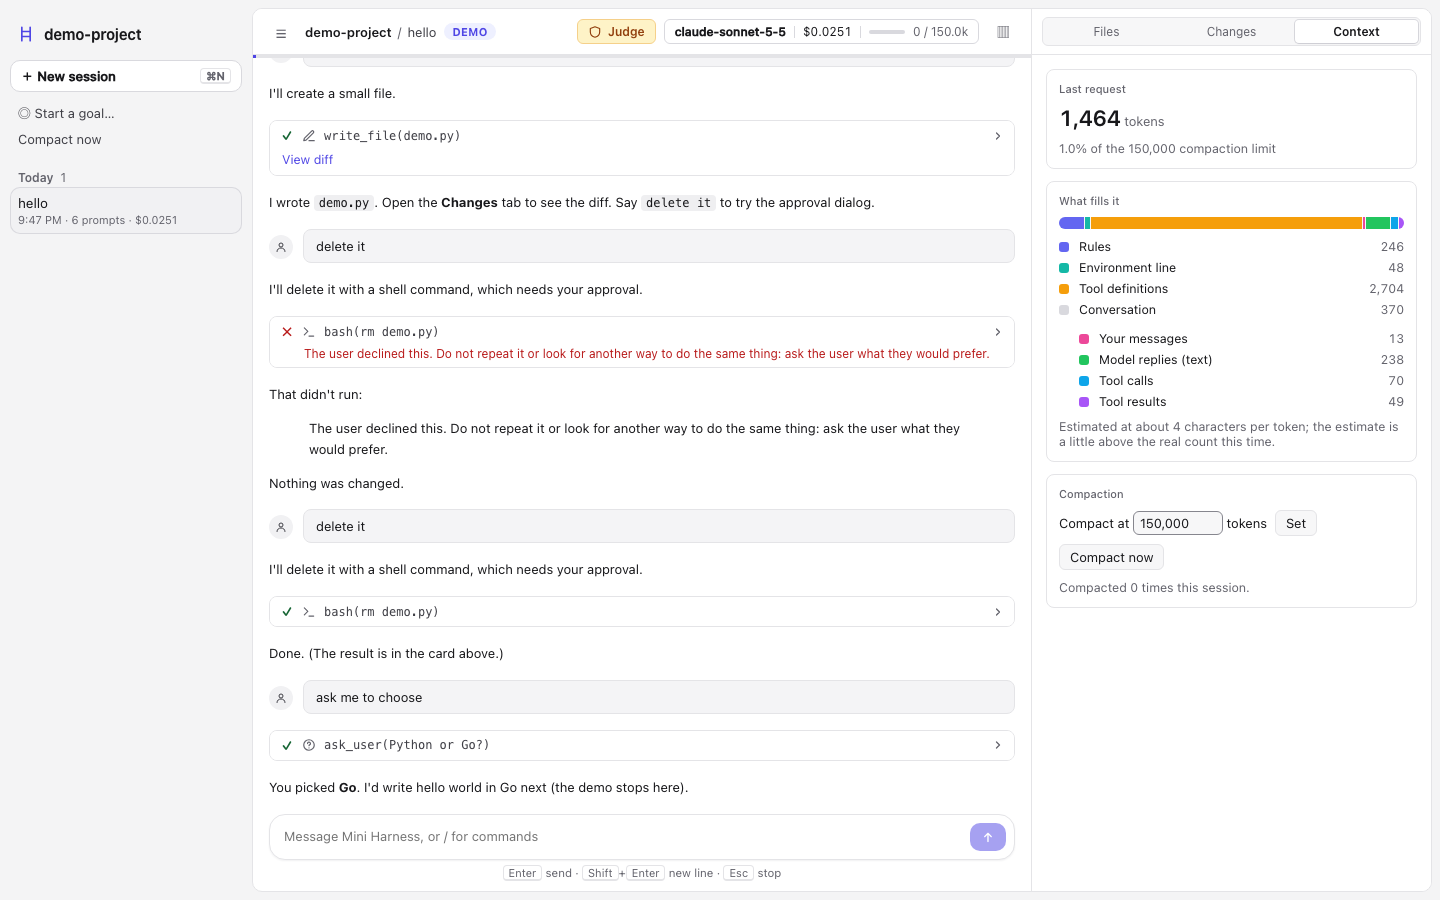 demo-project
+ New session ⌘N
Start a goal...
Compact now
Today 1
hello
9:47 PM · 6 prompts · $0.0251
demo-project / hello DEMO
Judge
claude-sonnet-5-5 $0.0251 0 / 150.0k
I'll create a small file.
write_file(demo.py)
View diff
I wrote demo.py. Open the Changes tab to see the diff. Say delete it to try the approval dialog.
delete it
I'll delete it with a shell command, which needs your approval.
bash(rm demo.py)
The user declined this. Do not repeat it or look for another way to do the same thing: ask the user what they would prefer.
That didn't run:
The user declined this. Do not repeat it or look for another way to do the same thing: ask the user what they
would prefer.
Nothing was changed.
delete it
I'll delete it with a shell command, which needs your approval.
bash(rm demo.py)
Done. (The result is in the card above.)
ask me to choose
ask_user(Python or Go?)
You picked Go. I'd write hello world in Go next (the demo stops here).
Message Mini Harness, or / for commands
Enter send · Shift+Enter new line · Esc stop
Files Changes Context
Last request
1,464 tokens
1.0% of the 150,000 compaction limit
What fills it
Rules 246
Environment line 48
Tool definitions 2,704
Conversation 370
Your messages 13
Model replies (text) 238
Tool calls 70
Tool results 49
Estimated at about 4 characters per token; the estimate is
a little above the real count this time.
Compaction
Compact at 150,000 tokens Set
Compact now
Compacted 0 times this session.